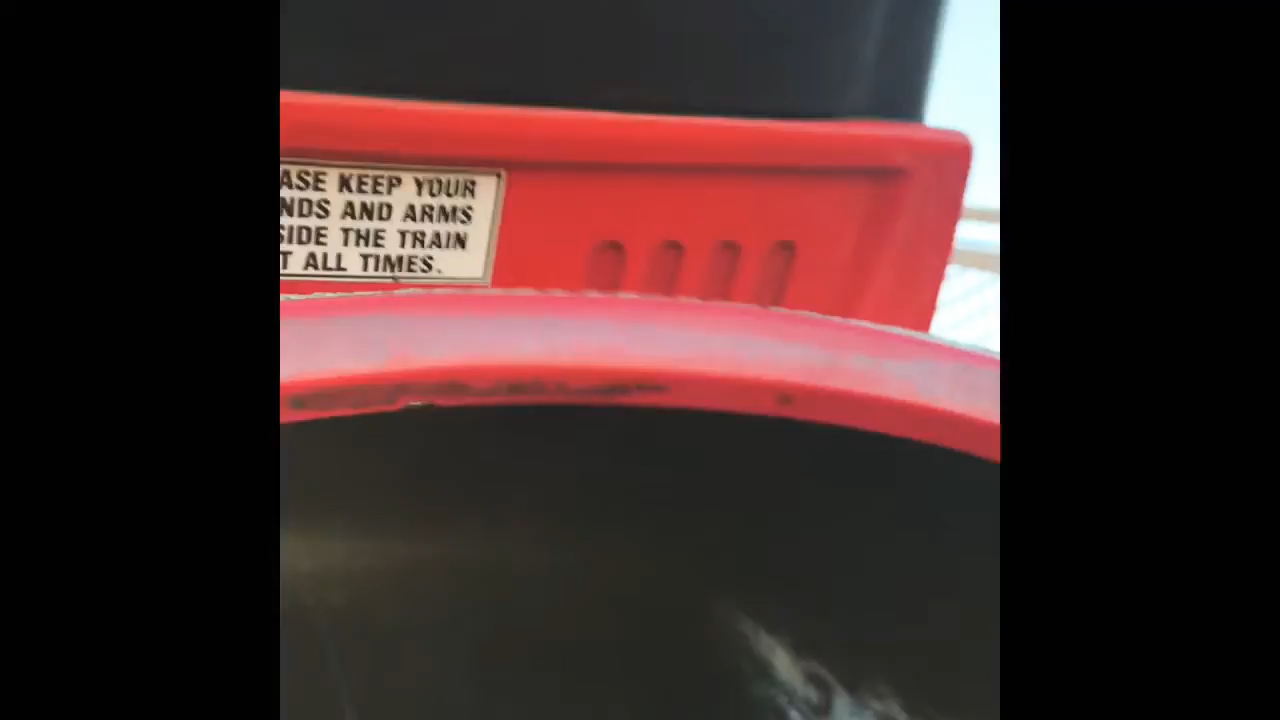 ASE KEEP YOUR
NDS AND ARMS
SIDE THE TRAIN
T ALL TIMES.